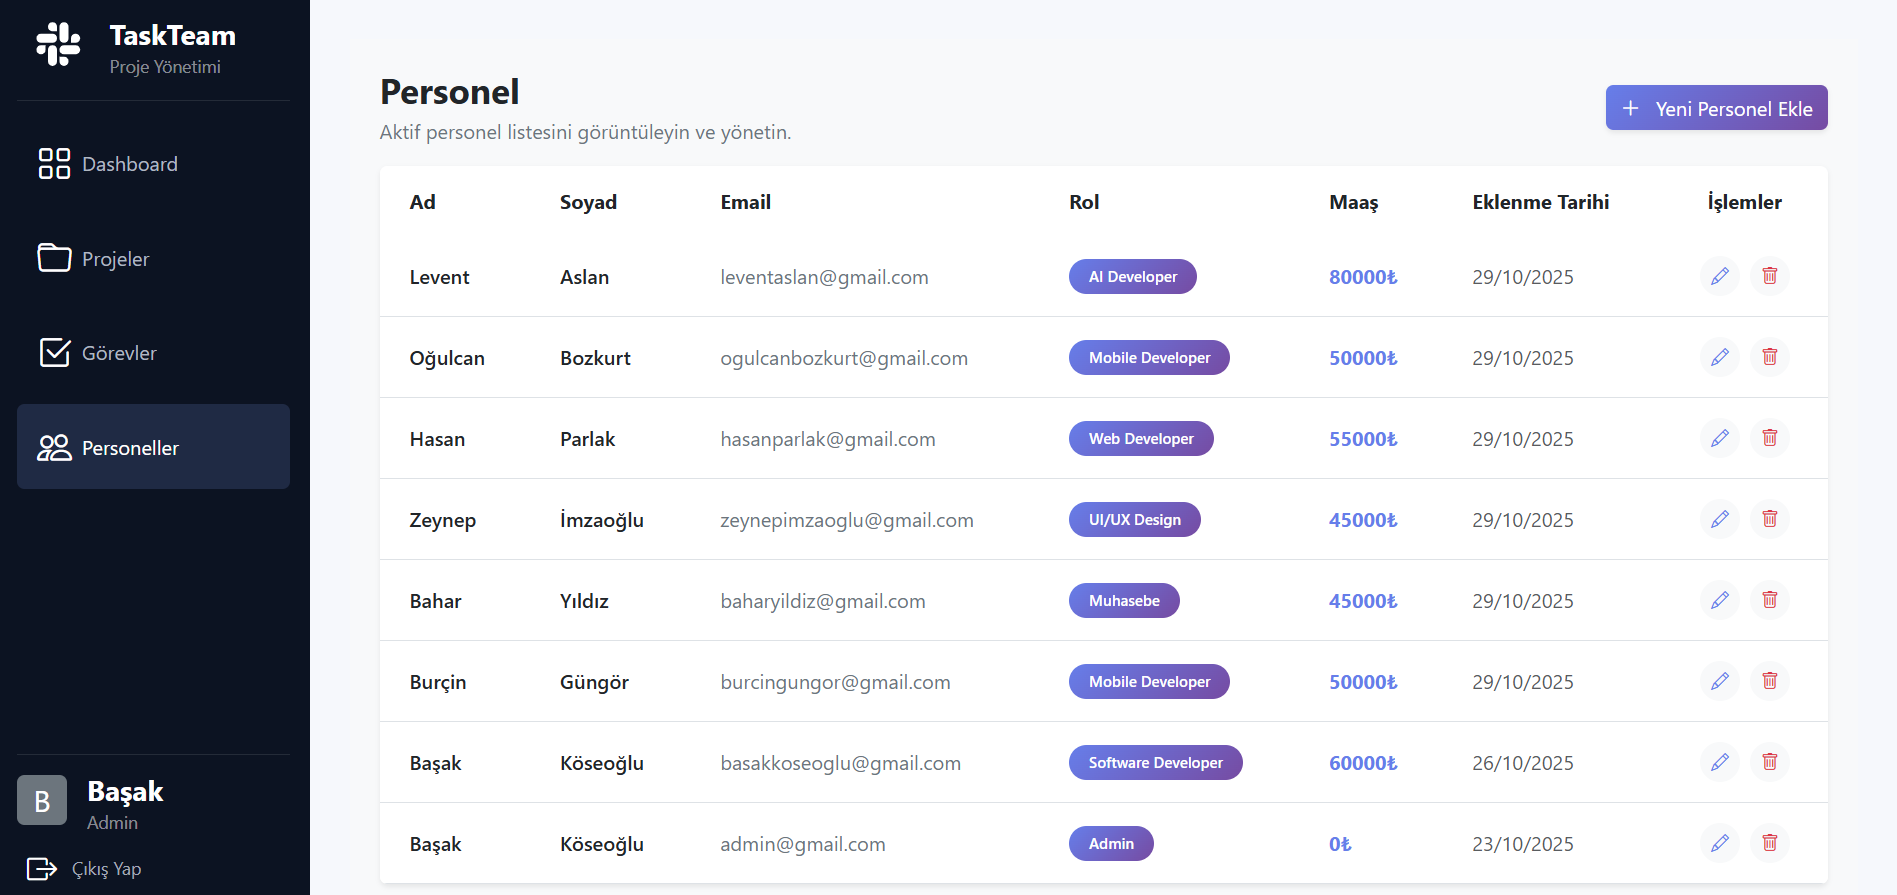 TaskTeam
Proje Yönetimi
Dashboard
Projeler
Görevler
Personeller
B
Başak
Admin
Çıkış Yap
Personel
Aktif personel listesini görüntüleyin ve yönetin.
+ Yeni Personel Ekle
Ad Soyad Email Rol Maaş Eklenme Tarihi İşlemler
Levent Aslan leventaslan@gmail.com AI Developer 80000₺ 29/10/2025
Oğulcan Bozkurt ogulcanbozkurt@gmail.com Mobile Developer 50000₺ 29/10/2025
Hasan Parlak hasanparlak@gmail.com Web Developer 55000₺ 29/10/2025
Zeynep İmzaoğlu zeynepimzaoglu@gmail.com UI/UX Design 45000₺ 29/10/2025
Bahar Yıldız baharyildiz@gmail.com Muhasebe 45000₺ 29/10/2025
Burçin Güngör burcingungor@gmail.com Mobile Developer 50000₺ 29/10/2025
Başak Köseoğlu basakkoseoglu@gmail.com Software Developer 60000₺ 26/10/2025
Başak Köseoğlu admin@gmail.com Admin 0₺ 23/10/2025